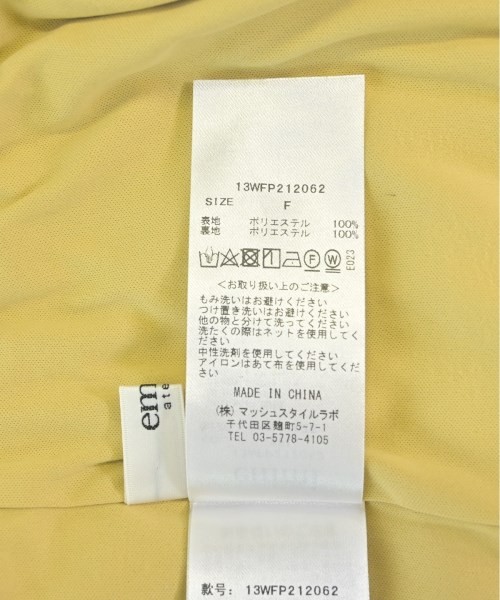 13WFP212062
SIZE F
表地 ポリエステル 100%
裏地 ポリエステル 100%
F W E023
<お取り扱い上のご注意>
もみ洗いはお避けください
つけ置き洗いはお避けください
他の物と分けて洗ってください
洗たくの際はネットを使用してく
ださい
中性洗剤を使用してください
アイロンはあて布を使用してくだ
さい
MADE IN CHINA
(株) マッシュスタイルラボ
千代田区麹町5-7-1
TEL 03-5778-4105
em
ate
款号: 13WFP212062